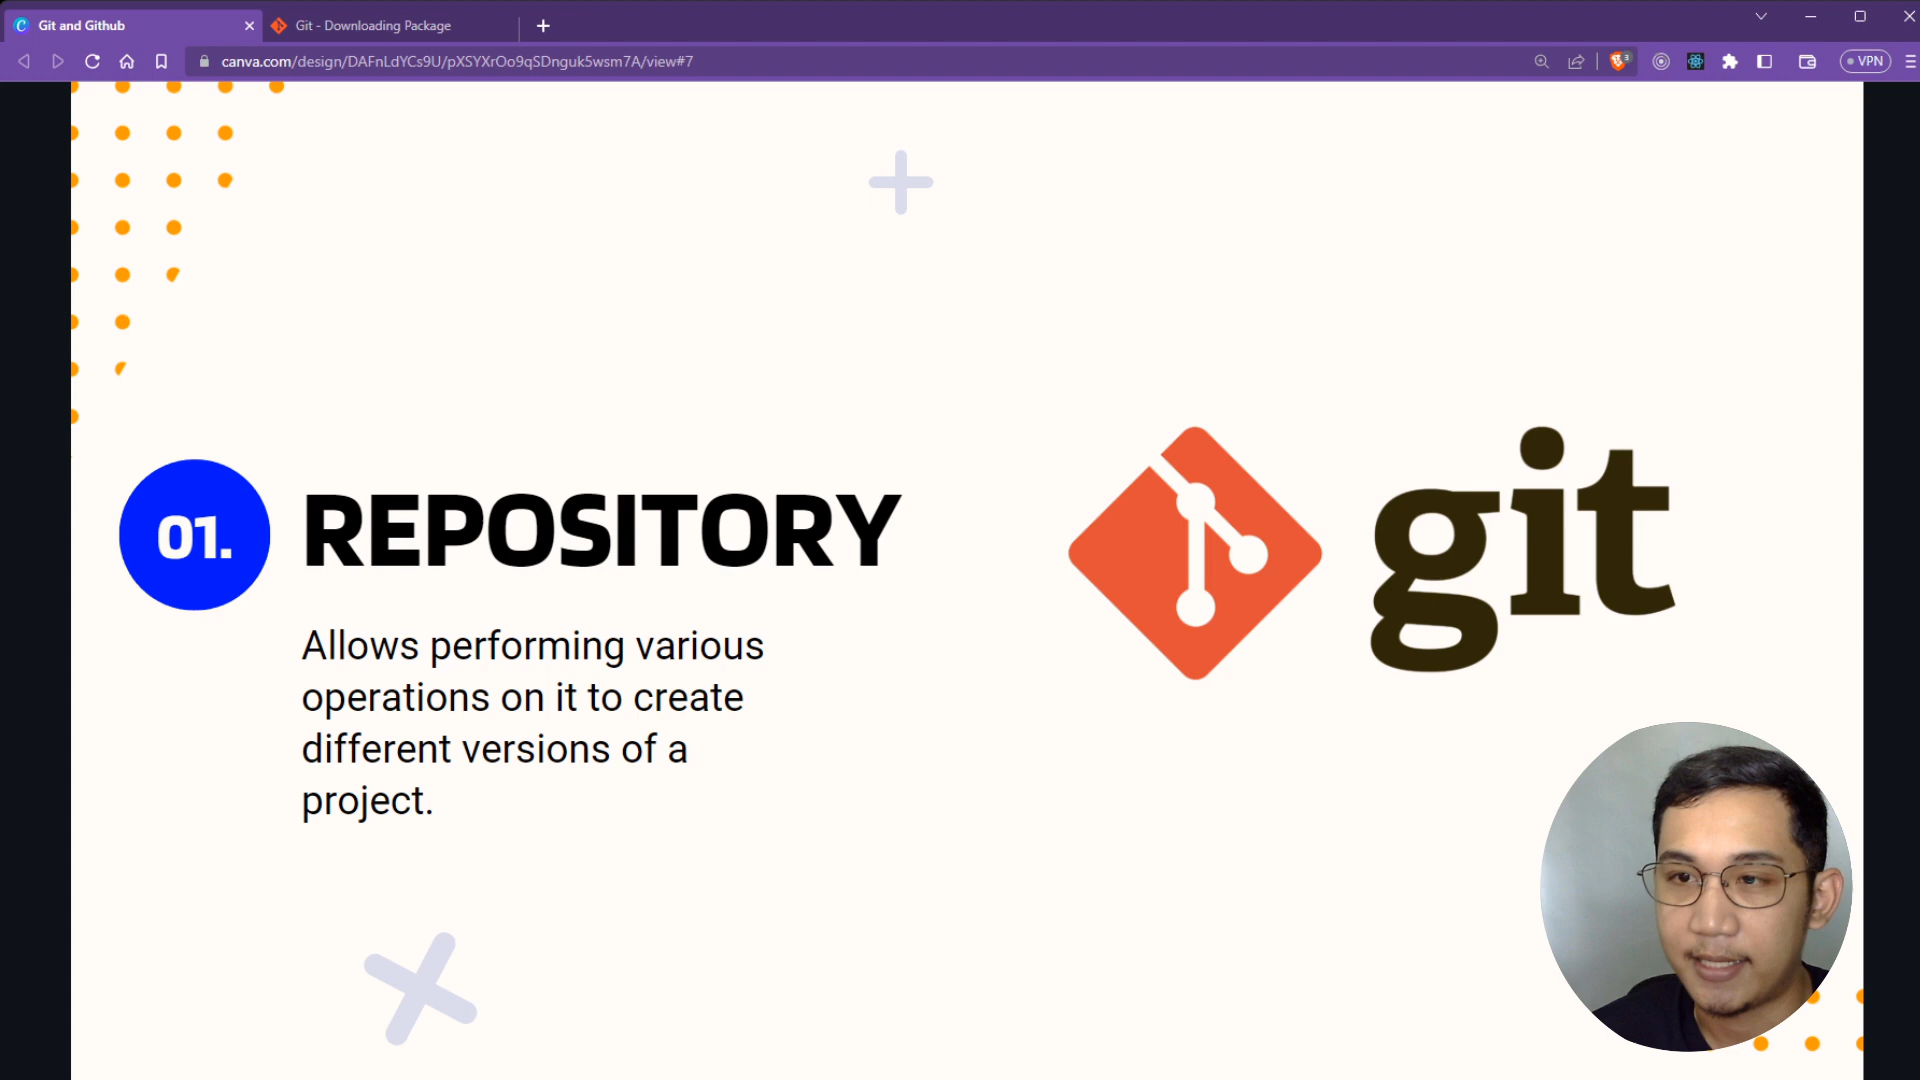 Git and Github
Git - Downloading Package
canva.com/design/DAFnLdYCs9U/pXSYXrOo9qSDnguk5wsm7A/view#7
3
VPN
01.
REPOSITORY
Allows performing various
operations on it to create
different versions of a
project.
git